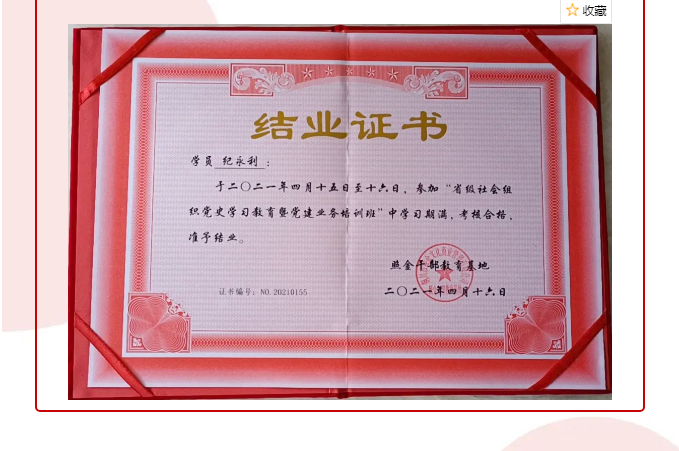 收藏
结业证书
学员 纪永利：
于二〇二一年四月十五日至十六日，参加“省级社会组
织党史学习教育暨党建业务培训班”中学习期满，考核合格，
准予结业。
照金干部教育基地
证书编号：NO.20210155
二〇二一年四月十六日